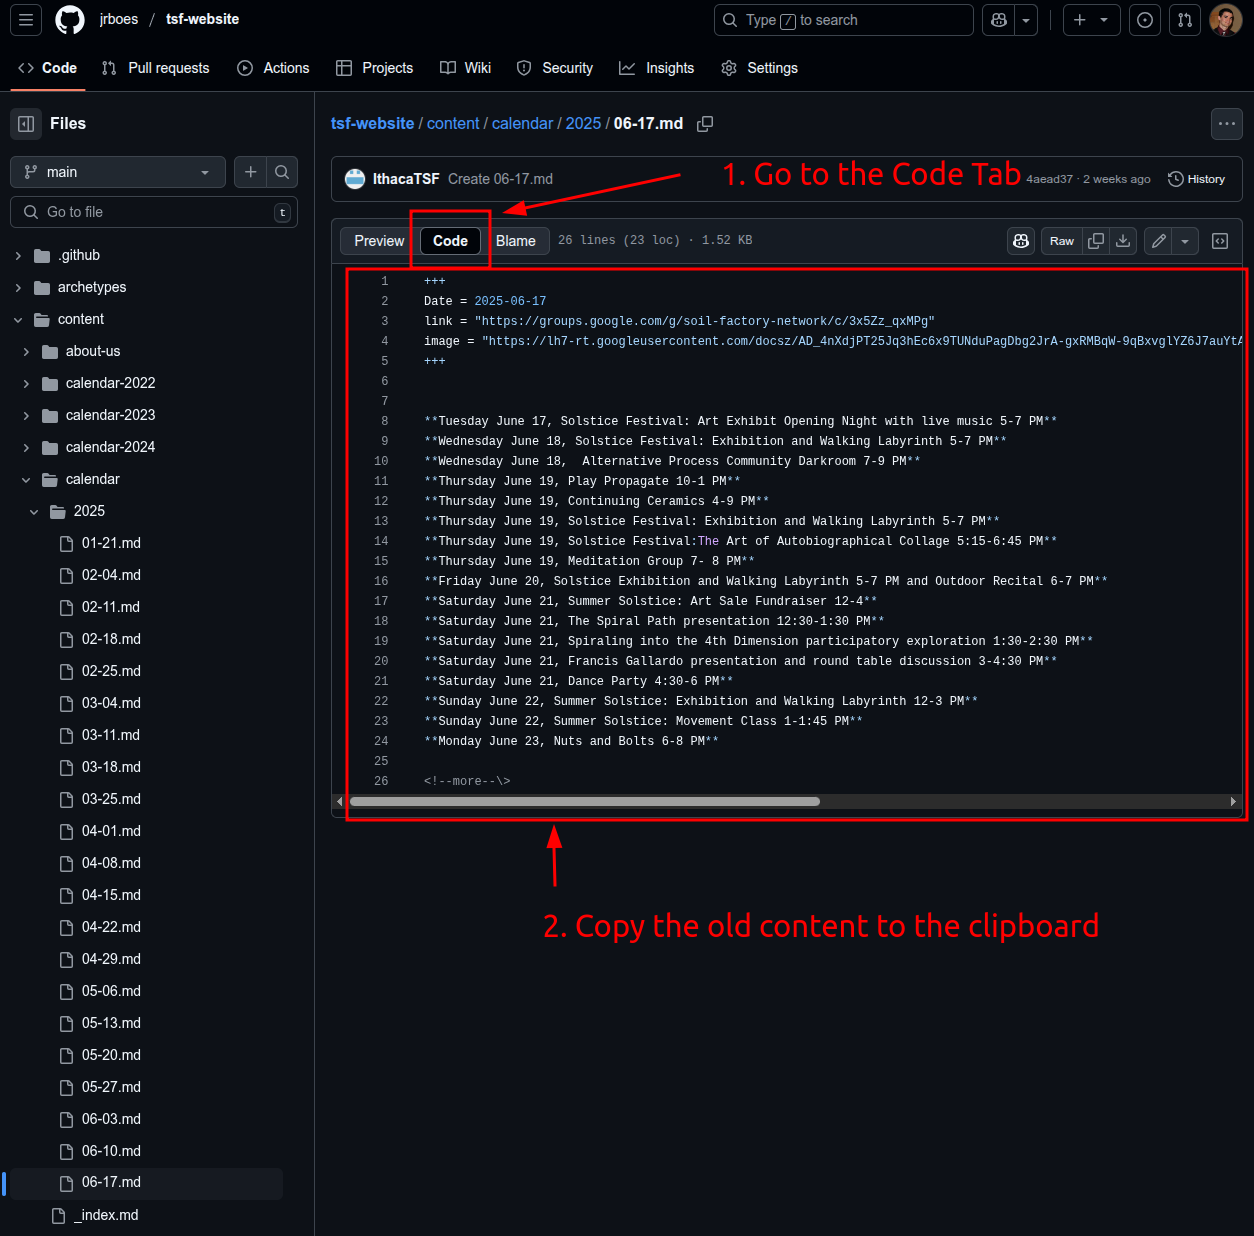 jrboes / tsf-website
Type / to search
Code
Pull requests
Actions
Projects
Wiki
Security
Insights
Settings
Files
main
Go to file
t
.github
archetypes
content
about-us
calendar-2022
calendar-2023
calendar-2024
calendar
2025
01-21.md
02-04.md
02-11.md
02-18.md
02-25.md
03-04.md
03-11.md
03-18.md
03-25.md
04-01.md
04-08.md
04-15.md
04-22.md
04-29.md
05-06.md
05-13.md
05-20.md
05-27.md
06-03.md
06-10.md
06-17.md
_index.md
tsf-website / content / calendar / 2025 / 06-17.md
IthacaTSF Create 06-17.md
1. Go to the Code Tab
4aead37 · 2 weeks ago
History
Preview
Code
Blame
26 lines (23 loc) · 1.52 KB
Raw
1 +++
2 Date = 2025-06-17
3 link = "https://groups.google.com/g/soil-factory-network/c/3x5Zz_qxMPg"
4 image = "https://lh7-rt.googleusercontent.com/docsz/AD_4nXdjPT25Jq3hEc6x9TUNduPagDbg2JrA-gxRMBqW-9qBxvglYZ6J7auYtA
5 +++
6
7
8 **Tuesday June 17, Solstice Festival: Art Exhibit Opening Night with live music 5-7 PM**
9 **Wednesday June 18, Solstice Festival: Exhibition and Walking Labyrinth 5-7 PM**
10 **Wednesday June 18,  Alternative Process Community Darkroom 7-9 PM**
11 **Thursday June 19, Play Propagate 10-1 PM**
12 **Thursday June 19, Continuing Ceramics 4-9 PM**
13 **Thursday June 19, Solstice Festival: Exhibition and Walking Labyrinth 5-7 PM**
14 **Thursday June 19, Solstice Festival:The Art of Autobiographical Collage 5:15-6:45 PM**
15 **Thursday June 19, Meditation Group 7- 8 PM**
16 **Friday June 20, Solstice Exhibition and Walking Labyrinth 5-7 PM and Outdoor Recital 6-7 PM**
17 **Saturday June 21, Summer Solstice: Art Sale Fundraiser 12-4**
18 **Saturday June 21, The Spiral Path presentation 12:30-1:30 PM**
19 **Saturday June 21, Spiraling into the 4th Dimension participatory exploration 1:30-2:30 PM**
20 **Saturday June 21, Francis Gallardo presentation and round table discussion 3-4:30 PM**
21 **Saturday June 21, Dance Party 4:30-6 PM**
22 **Sunday June 22, Summer Solstice: Exhibition and Walking Labyrinth 12-3 PM**
23 **Sunday June 22, Summer Solstice: Movement Class 1-1:45 PM**
24 **Monday June 23, Nuts and Bolts 6-8 PM**
25
26 <!--more--\>
2. Copy the old content to the clipboard